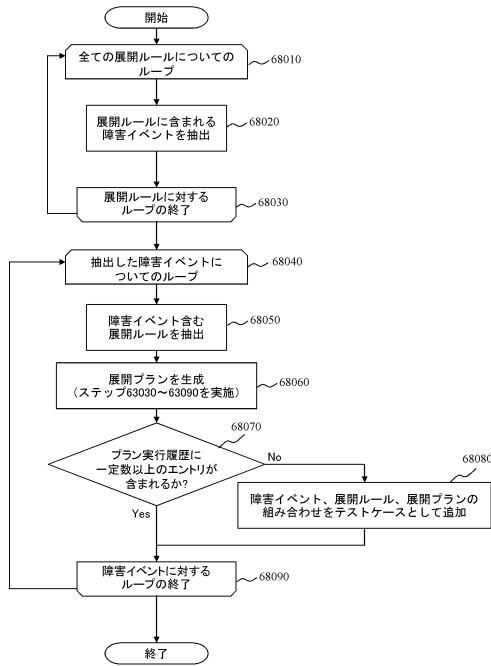 開始
全ての展開ルールについての
ループ
68010
展開ルールに含まれる
障害イベントを抽出
68020
展開ルールに対する
ループの終了
68030
抽出した障害イベントに
ついてのループ
68040
障害イベント含む
展開ルールを抽出
68050
展開プランを生成
（ステップ63030～63090を実施）
68060
68070
プラン実行履歴に
一定数以上のエントリが
含まれるか?
No
Yes
68080
障害イベント、展開ルール、展開プランの
組み合わせをテストケースとして追加
障害イベントに対する
ループの終了
68090
終了